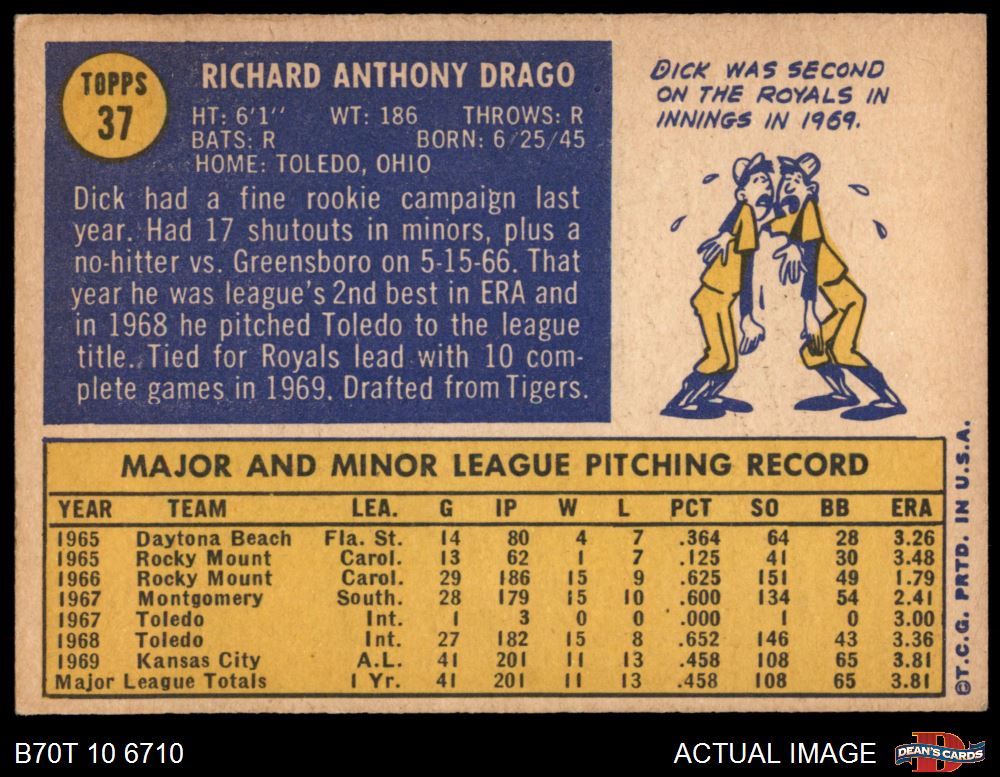 TOPPS
37
RICHARD ANTHONY DRAGO
HT: 6'1" WT: 186 THROWS: R
BATS: R BORN: 6/25/45
HOME: TOLEDO, OHIO
Dick had a fine rookie campaign last
year. Had 17 shutouts in minors, plus a
no-hitter vs. Greensboro on 5-15-66. That
year he was league's 2nd best in ERA and
in 1968 he pitched Toledo to the league
title. Tied for Royals lead with 10 com-
plete games in 1969. Drafted from Tigers.
DICK WAS SECOND
ON THE ROYALS IN
INNINGS IN 1969.
MAJOR AND MINOR LEAGUE PITCHING RECORD
YEAR TEAM LEA. G IP W L PCT SO BB ERA
1965 Daytona Beach Fla. St. 14 80 4 7 .364 64 28 3.26
1965 Rocky Mount Carol. 13 62 1 7 .125 41 30 3.48
1966 Rocky Mount Carol. 29 186 15 9 .625 151 49 1.79
1967 Montgomery South. 28 179 15 10 .600 134 54 2.41
1967 Toledo Int. 1 3 0 0 .000 1 0 3.00
1968 Toledo Int. 27 182 15 8 .652 146 43 3.36
1969 Kansas City A.L. 41 201 11 13 .458 108 65 3.81
Major League Totals 1 Yr. 41 201 11 13 .458 108 65 3.81
©T.C.G. PRTD. IN U.S.A.
B70T 10 6710
ACTUAL IMAGE
DEAN'S CARDS